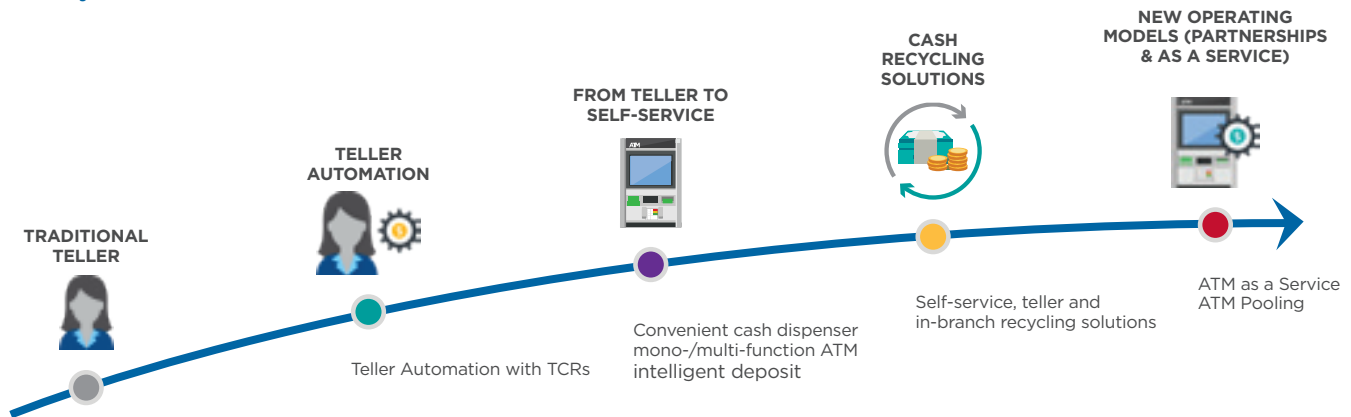 TRADITIONAL
TELLER
TELLER
AUTOMATION
Teller Automation with TCRs
FROM TELLER TO
SELF-SERVICE
ATM
Convenient cash dispenser
mono-/multi-function ATM
intelligent deposit
CASH
RECYCLING
SOLUTIONS
Self-service, teller and
in-branch recycling solutions
NEW OPERATING
MODELS (PARTNERSHIPS
& AS A SERVICE)
ATM
ATM as a Service
ATM Pooling